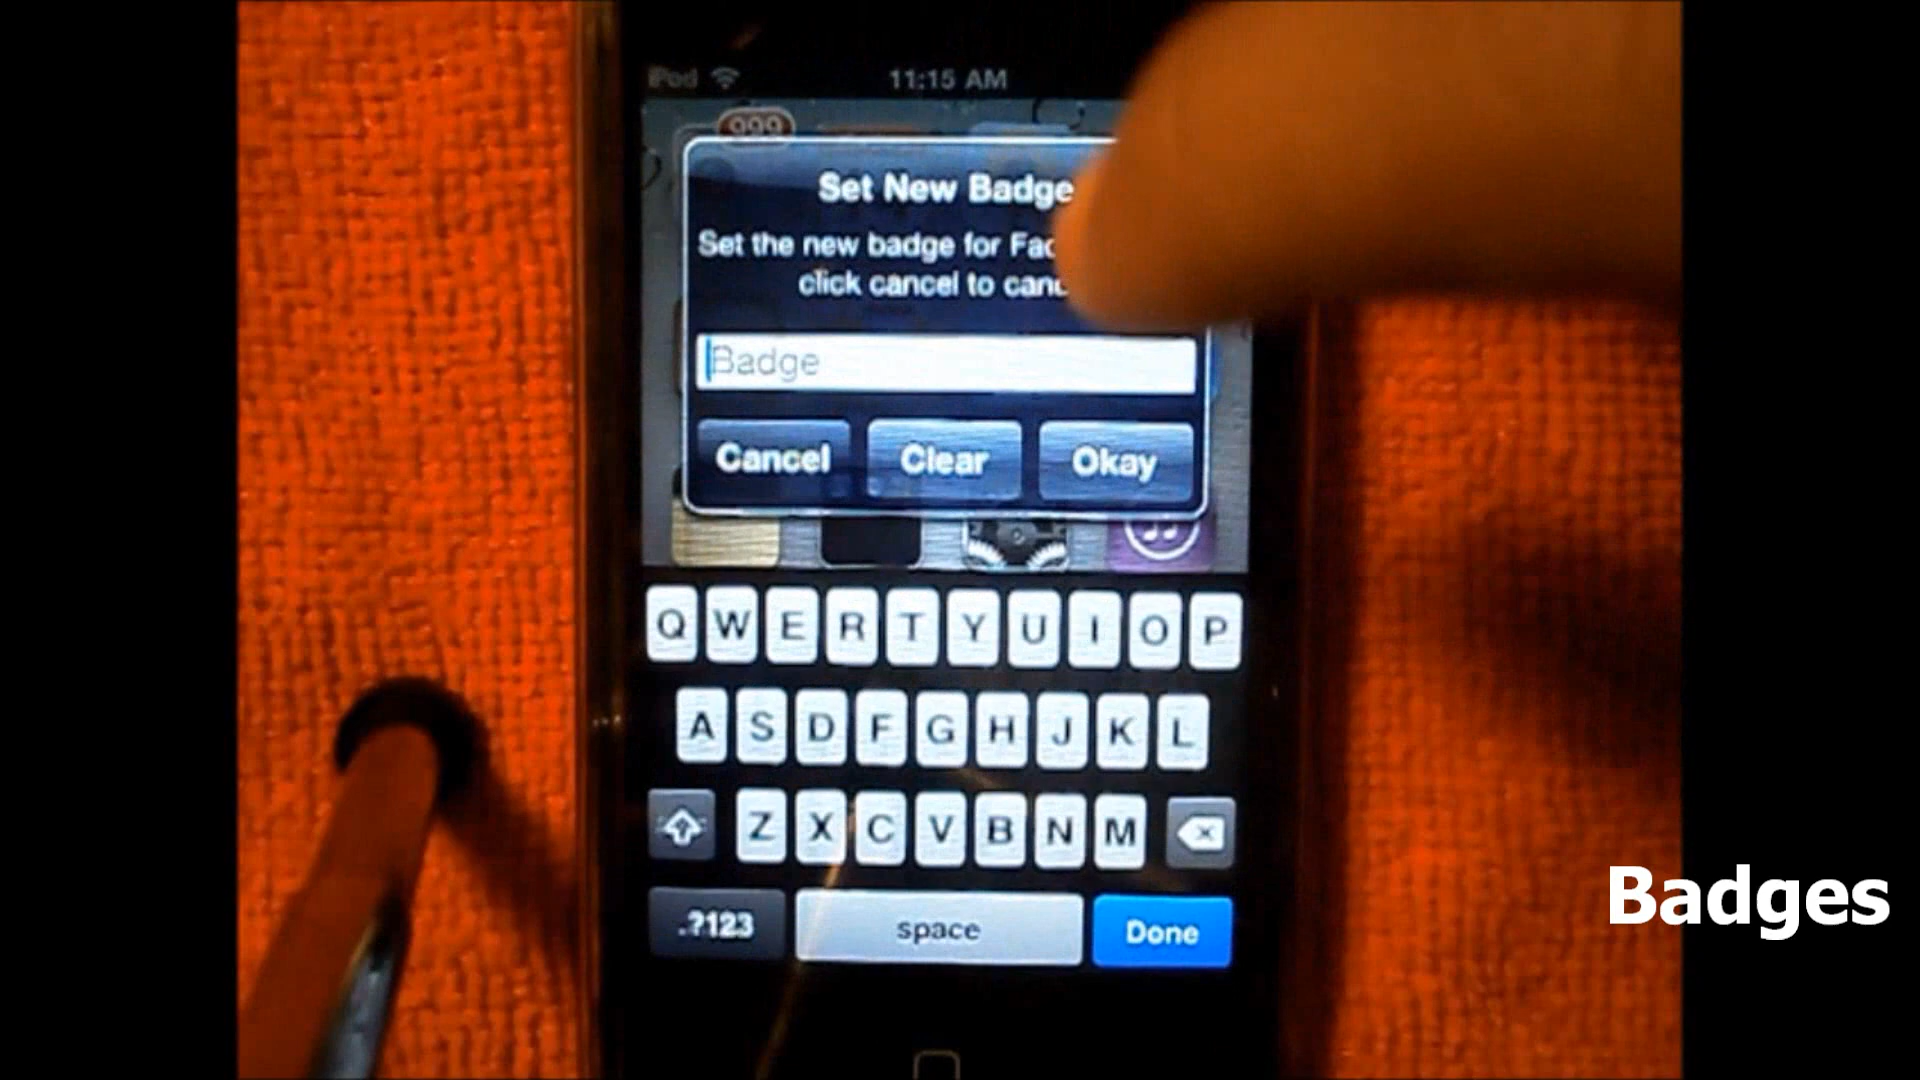 iPod
11:15 AM
999
Set New Badge
Set the new badge for Fac
click cancel to canc
Badge
Cancel Clear Okay
Q W E R T Y U I O P
A S D F G H J K L
Z X C V B N M
.?123 space Done
Badges